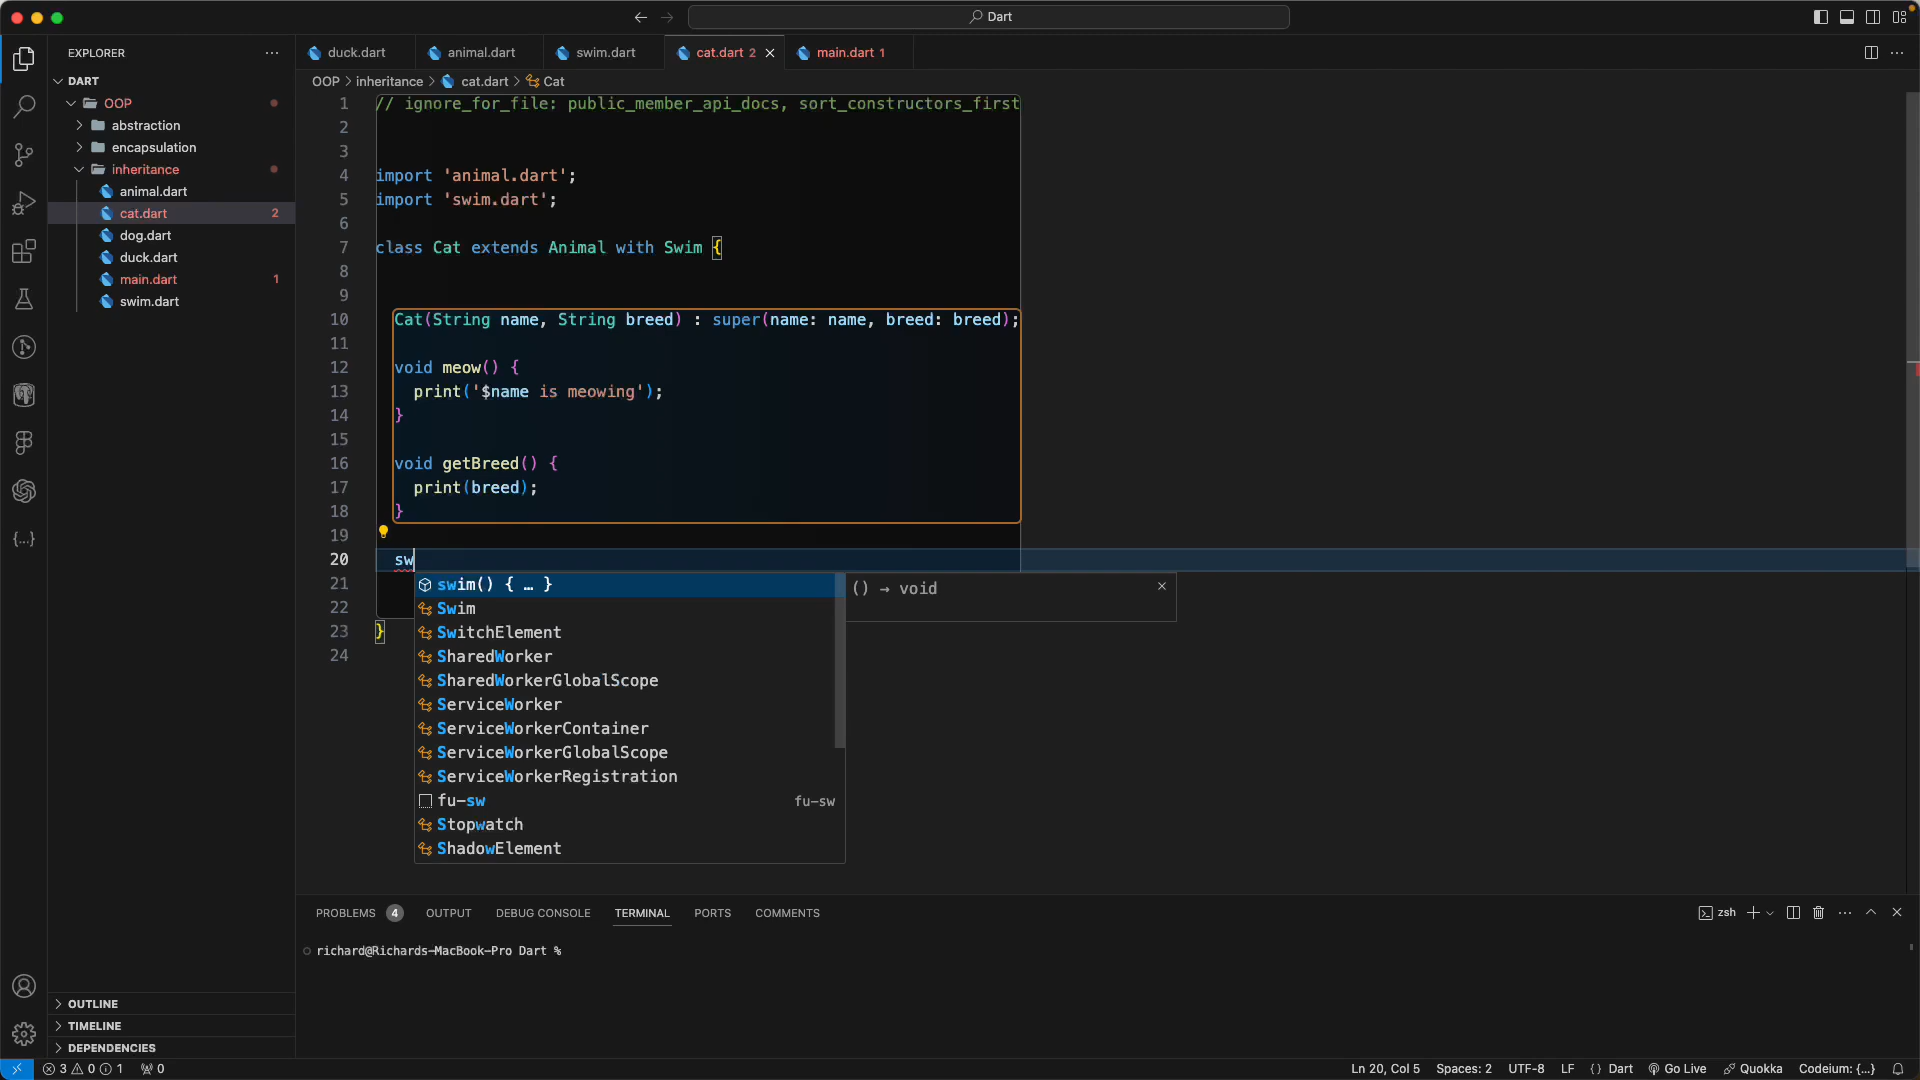 Dart
EXPLORER
DART
OOP
abstraction
encapsulation
inheritance
animal.dart
cat.dart 2
dog.dart
duck.dart
main.dart 1
swim.dart
OUTLINE
TIMELINE
DEPENDENCIES
duck.dart animal.dart swim.dart cat.dart 2 main.dart 1
OOP > inheritance > cat.dart > Cat
1 // ignore_for_file: public_member_api_docs, sort_constructors_first
2
3
4 import 'animal.dart';
5 import 'swim.dart';
6
7 class Cat extends Animal with Swim {
8
9
10 Cat(String name, String breed) : super(name: name, breed: breed);
11
12 void meow() {
13 print('$name is meowing');
14 }
15
16 void getBreed() {
17 print(breed);
18 }
19
20 sw
21
22
23 }
24
swim() { … }
Swim
SwitchElement
SharedWorker
SharedWorkerGlobalScope
ServiceWorker
ServiceWorkerContainer
ServiceWorkerGlobalScope
ServiceWorkerRegistration
fu-sw fu-sw
Stopwatch
ShadowElement
() → void
PROBLEMS 4 OUTPUT DEBUG CONSOLE TERMINAL PORTS COMMENTS
zsh
richard@Richards-MacBook-Pro Dart %
3 0 1 0
Ln 20, Col 5 Spaces: 2 UTF-8 LF { } Dart Go Live Quokka Codeium: {...}